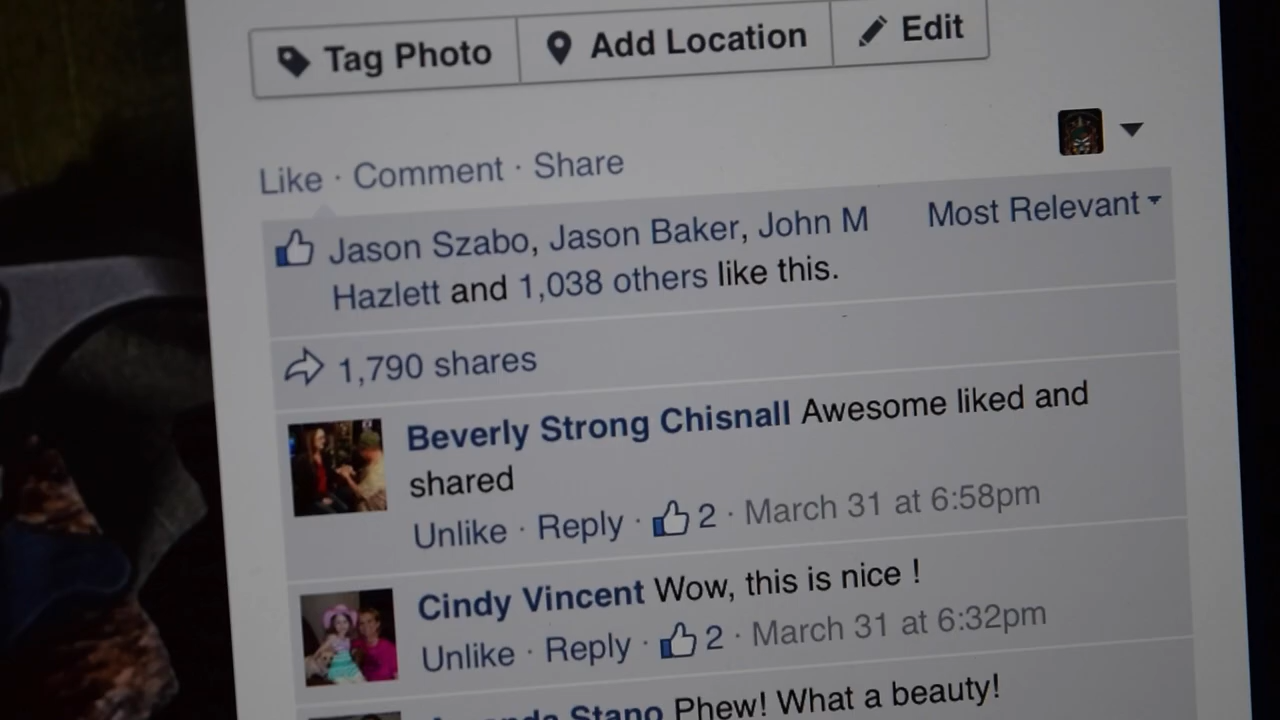 Tag Photo Add Location Edit
Like · Comment · Share
Jason Szabo, Jason Baker, John M Most Relevant
Hazlett and 1,038 others like this.
1,790 shares
Beverly Strong Chisnall Awesome liked and
shared
Unlike · Reply · 2 · March 31 at 6:58pm
Cindy Vincent Wow, this is nice !
Unlike · Reply · 2 · March 31 at 6:32pm
Stano Phew! What a beauty!